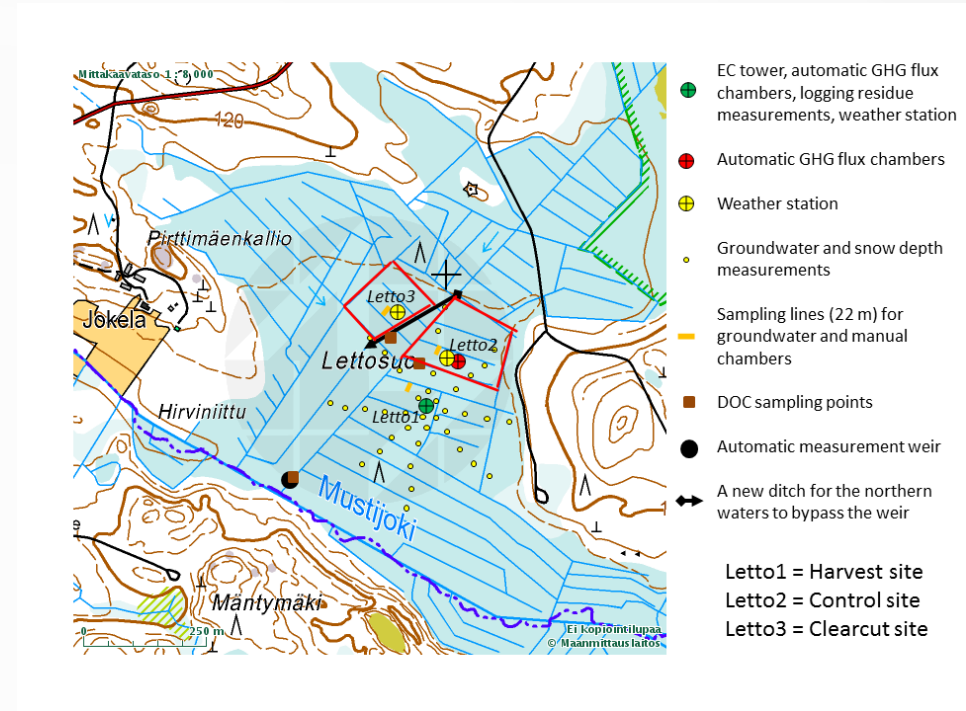 Mittakaavataso 1 : 8 000
120
Pirttimäenkallio
Jokela
Letto3
Letto2
Lettosuo
Hirviniittu
Letto1
Mustijoki
Mäntymäki
0
250 m
Ei kopiointilupaa
© Maanmittauslaitos
EC tower, automatic GHG flux
chambers, logging residue
measurements, weather station
Automatic GHG flux chambers
Weather station
Groundwater and snow depth
measurements
Sampling lines (22 m) for
groundwater and manual
chambers
DOC sampling points
Automatic measurement weir
A new ditch for the northern
waters to bypass the weir
Letto1 = Harvest site
Letto2 = Control site
Letto3 = Clearcut site